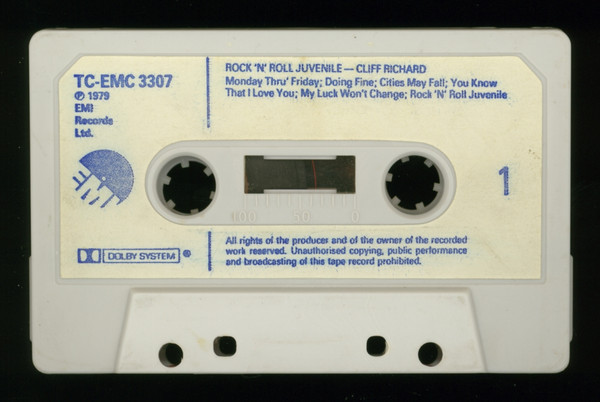 TC-EMC 3307
℗ 1979
EMI
Records
Ltd.
ROCK 'N' ROLL JUVENILE — CLIFF RICHARD
Monday Thru' Friday; Doing Fine; Cities May Fall; You Know
That I Love You; My Luck Won't Change; Rock 'N' Roll Juvenile
EMI
100 50 0
1
DOLBY SYSTEM ®
All rights of the producer and of the owner of the recorded
work reserved. Unauthorised copying, public performance
and broadcasting of this tape record prohibited.